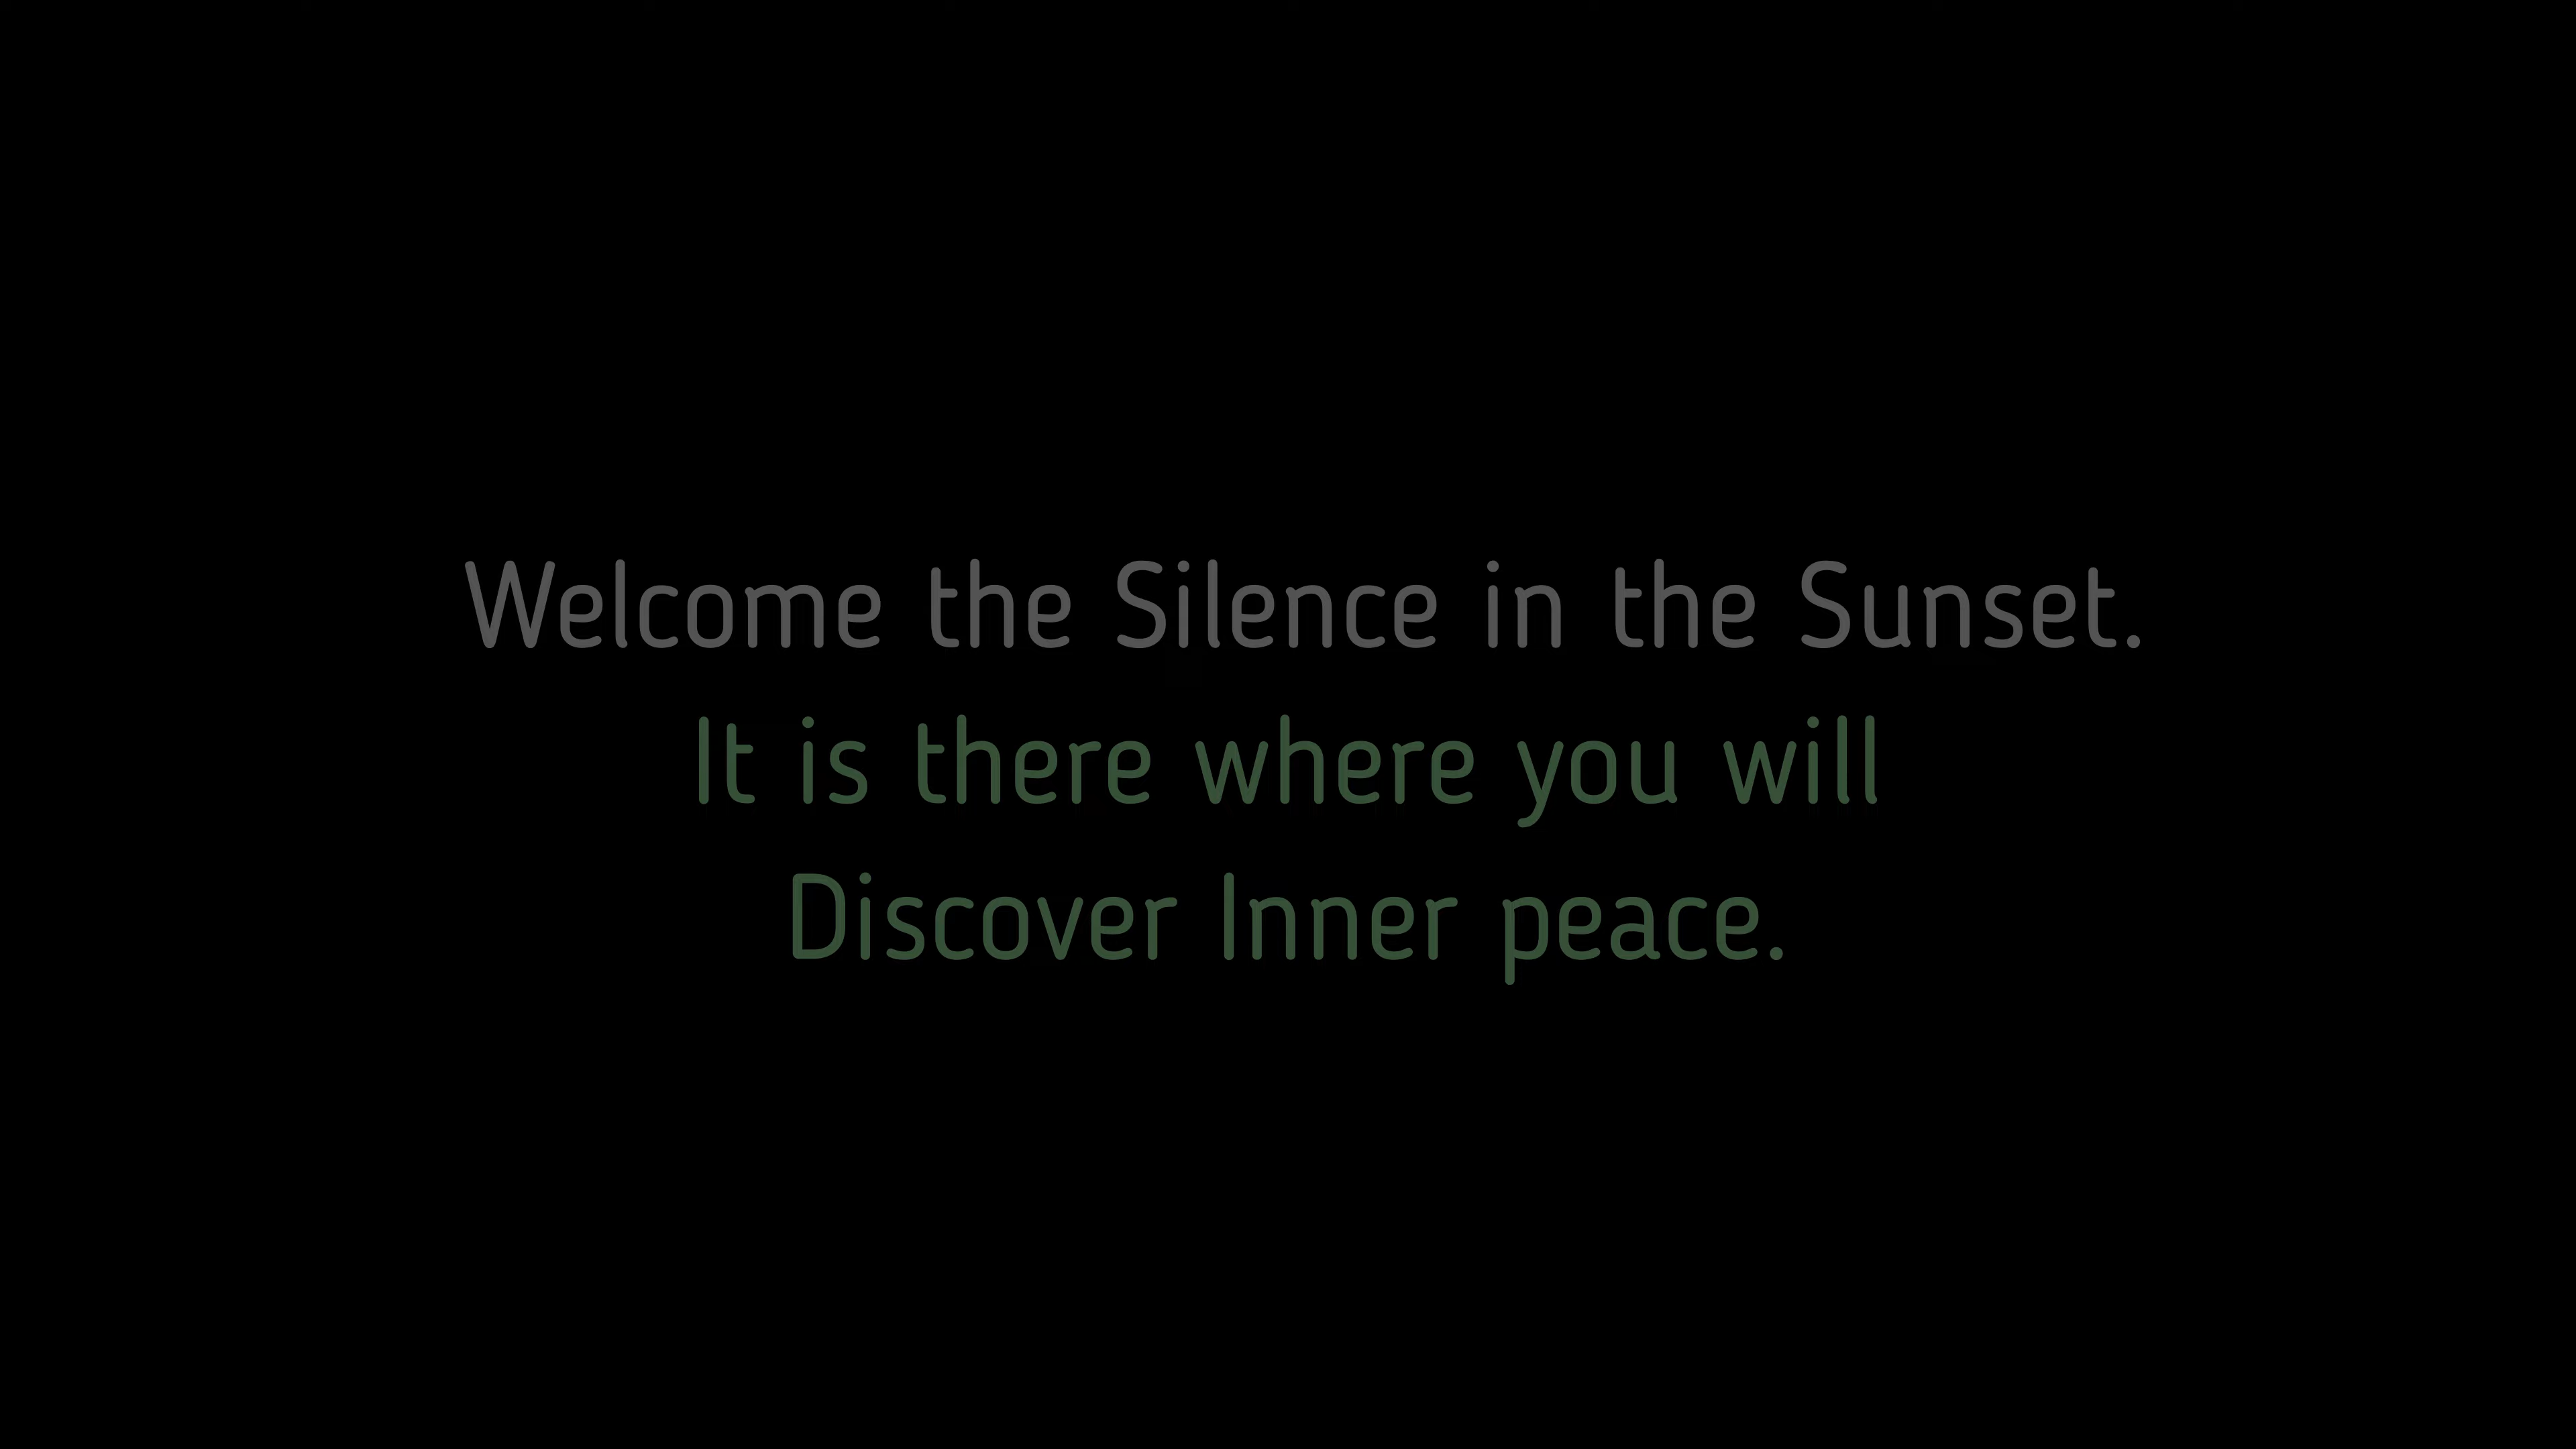 Welcome the Silence in the Sunset.
It is there where you will
Discover Inner peace.